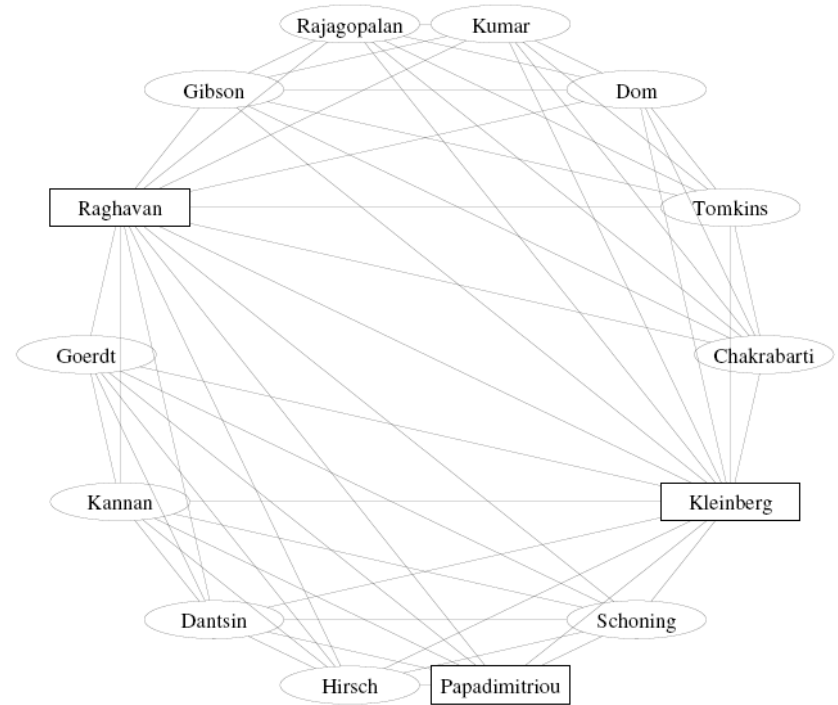 Rajagopalan Kumar
Gibson Dom
Raghavan Tomkins
Goerdt Chakrabarti
Kannan Kleinberg
Dantsin Schoning
Hirsch Papadimitriou